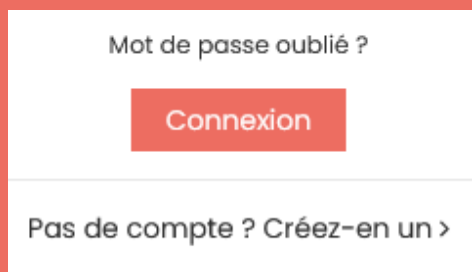 Mot de passe oublié ?
Connexion
Pas de compte ? Créez-en un >